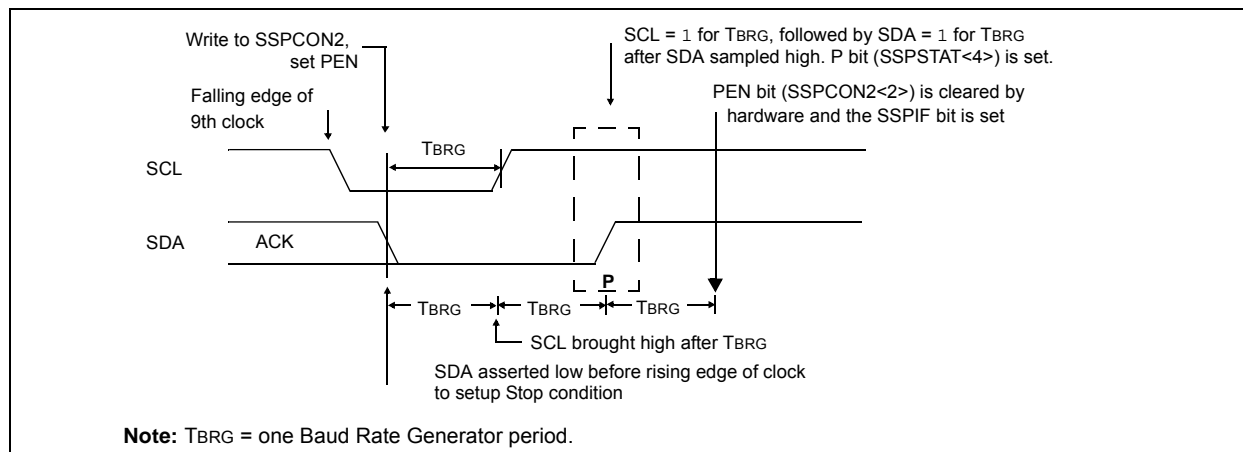 Write to SSPCON2,
set PEN
SCL = 1 for TBRG, followed by SDA = 1 for TBRG
after SDA sampled high. P bit (SSPSTAT<4>) is set.
Falling edge of
9th clock
PEN bit (SSPCON2<2>) is cleared by
hardware and the SSPIF bit is set
TBRG
SCL
SDA
ACK
P
TBRG
TBRG
TBRG
SCL brought high after TBRG
SDA asserted low before rising edge of clock
to setup Stop condition
Note: TBRG = one Baud Rate Generator period.